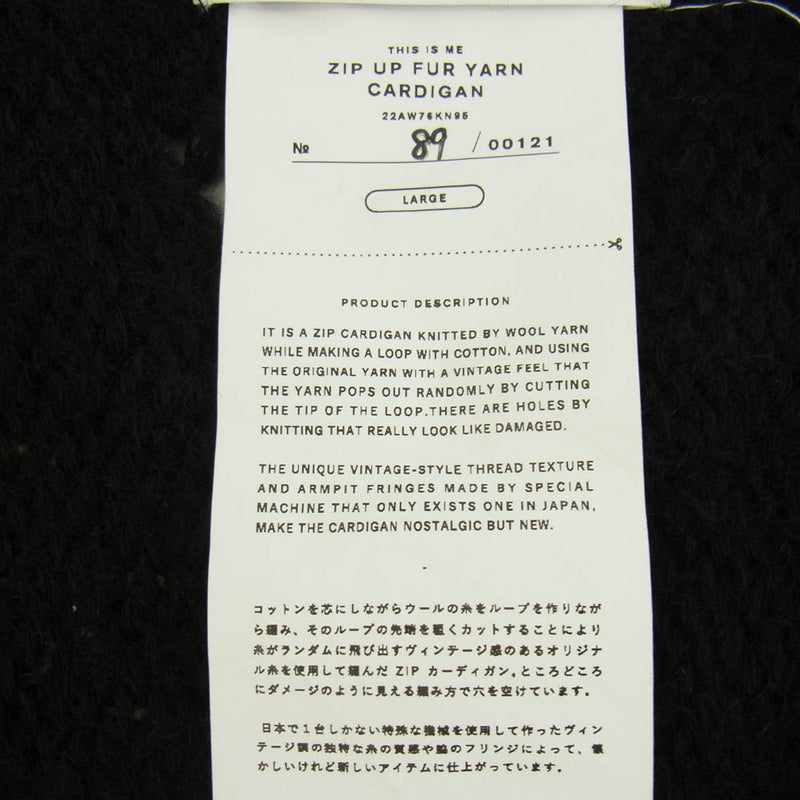 THIS IS ME
ZIP UP FUR YARN
CARDIGAN
22AW76KN95
№ 89 / 00121
LARGE
PRODUCT DESCRIPTION
IT IS A ZIP CARDIGAN KNITTED BY WOOL YARN
WHILE MAKING A LOOP WITH COTTON, AND USING
THE ORIGINAL YARN WITH A VINTAGE FEEL THAT
THE YARN POPS OUT RANDOMLY BY CUTTING
THE TIP OF THE LOOP.THERE ARE HOLES BY
KNITTING THAT REALLY LOOK LIKE DAMAGED.
THE UNIQUE VINTAGE-STYLE THREAD TEXTURE
AND ARMPIT FRINGES MADE BY SPECIAL
MACHINE THAT ONLY EXISTS ONE IN JAPAN,
MAKE THE CARDIGAN NOSTALGIC BUT NEW.
-
コットンを芯にしながらウールの糸をループを作りなが
ら編み、そのループの先端を軽くカットすることにより
糸がランダムに飛び出すヴィンテージ感のあるオリジナ
ル糸を使用して編んだ ZIP カーディガン。ところどころ
にダメージのように見える編み方で穴を空けています。
日本で1台しかない特殊な機械を使用して作ったヴィン
テージ調の独特な糸の質感や脇のフリンジによって、懐
かしいけれど新しいアイテムに仕上がっています。